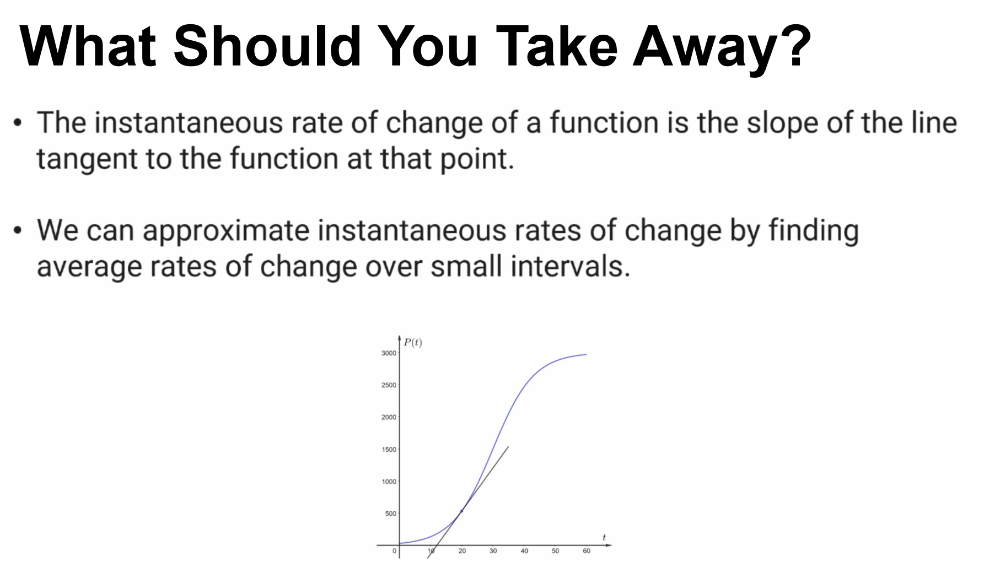 What Should You Take Away?
• The instantaneous rate of change of a function is the slope of the line
tangent to the function at that point.
• We can approximate instantaneous rates of change by finding
average rates of change over small intervals.
P(t)
3000
2500
2000
1500
1000
500
t
0 10 20 30 40 50 60